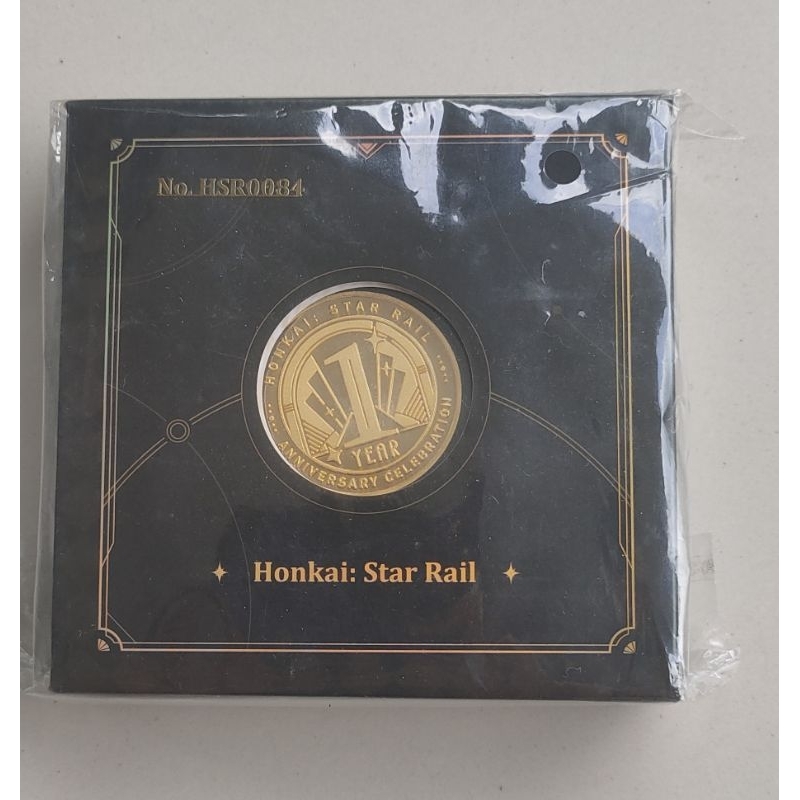 No. HSR0084
HONKAI: STAR RAIL
1
YEAR
ANNIVERSARY CELEBRATION
Honkai: Star Rail